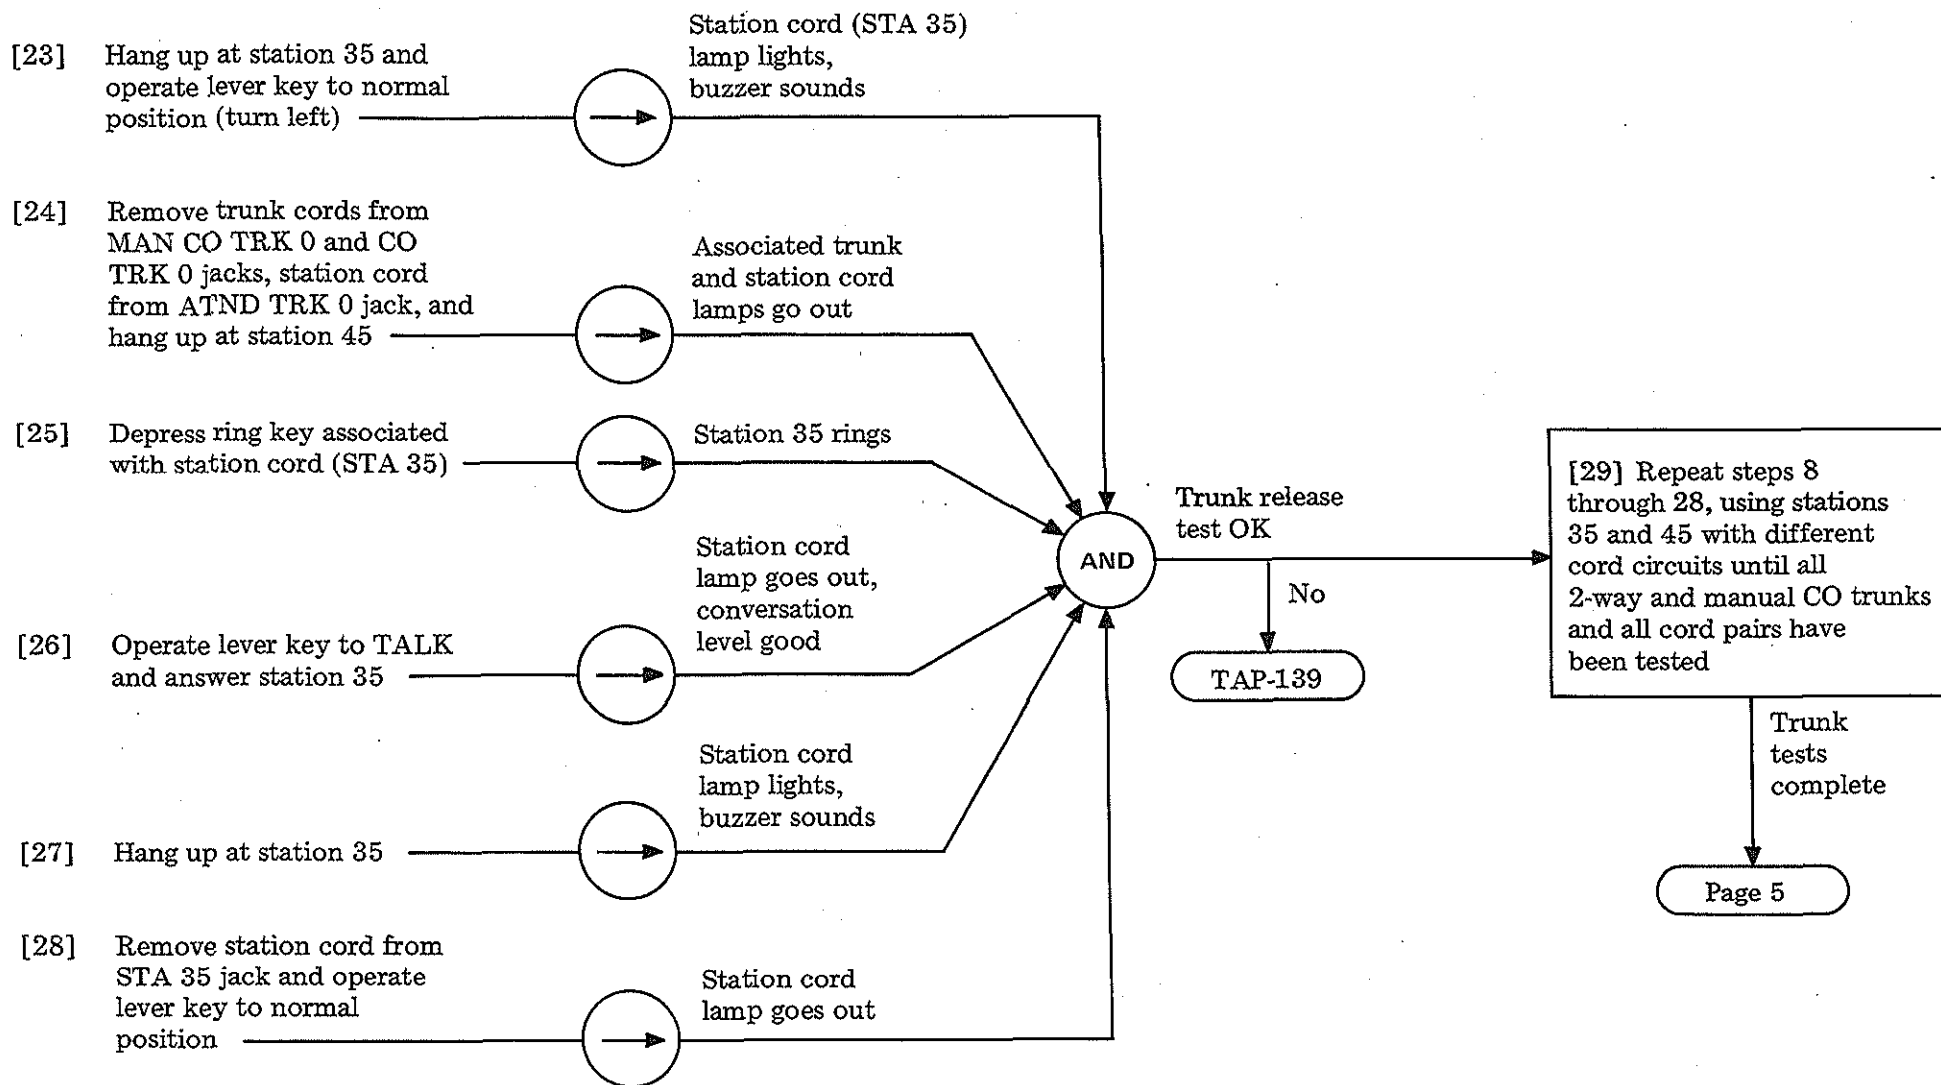 [23] Hang up at station 35 and
operate lever key to normal
position (turn left)
Station cord (STA 35)
lamp lights,
buzzer sounds
[24] Remove trunk cords from
MAN CO TRK 0 and CO
TRK 0 jacks, station cord
from ATND TRK 0 jack, and
hang up at station 45
Associated trunk
and station cord
lamps go out
[25] Depress ring key associated
with station cord (STA 35)
Station 35 rings
[26] Operate lever key to TALK
and answer station 35
Station cord
lamp goes out,
conversation
level good
[27] Hang up at station 35
Station cord
lamp lights,
buzzer sounds
[28] Remove station cord from
STA 35 jack and operate
lever key to normal
position
Station cord
lamp goes out
AND
Trunk release
test OK
No
TAP-139
[29] Repeat steps 8
through 28, using stations
35 and 45 with different
cord circuits until all
2-way and manual CO trunks
and all cord pairs have
been tested
Trunk
tests
complete
Page 5